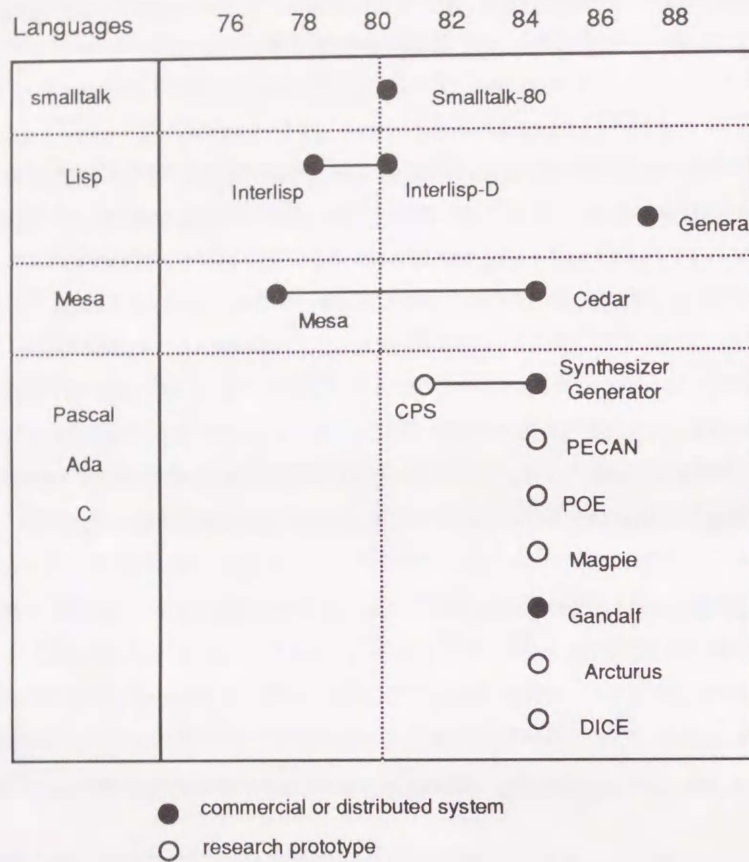 Languages 76 78 80 82 84 86 88
smalltalk Smalltalk-80
Lisp Interlisp Interlisp-D
Genera
Mesa Mesa Cedar
Synthesizer
Generator
Pascal CPS
PECAN
Ada
POE
C
Magpie
Gandalf
Arcturus
DICE
commercial or distributed system
research prototype